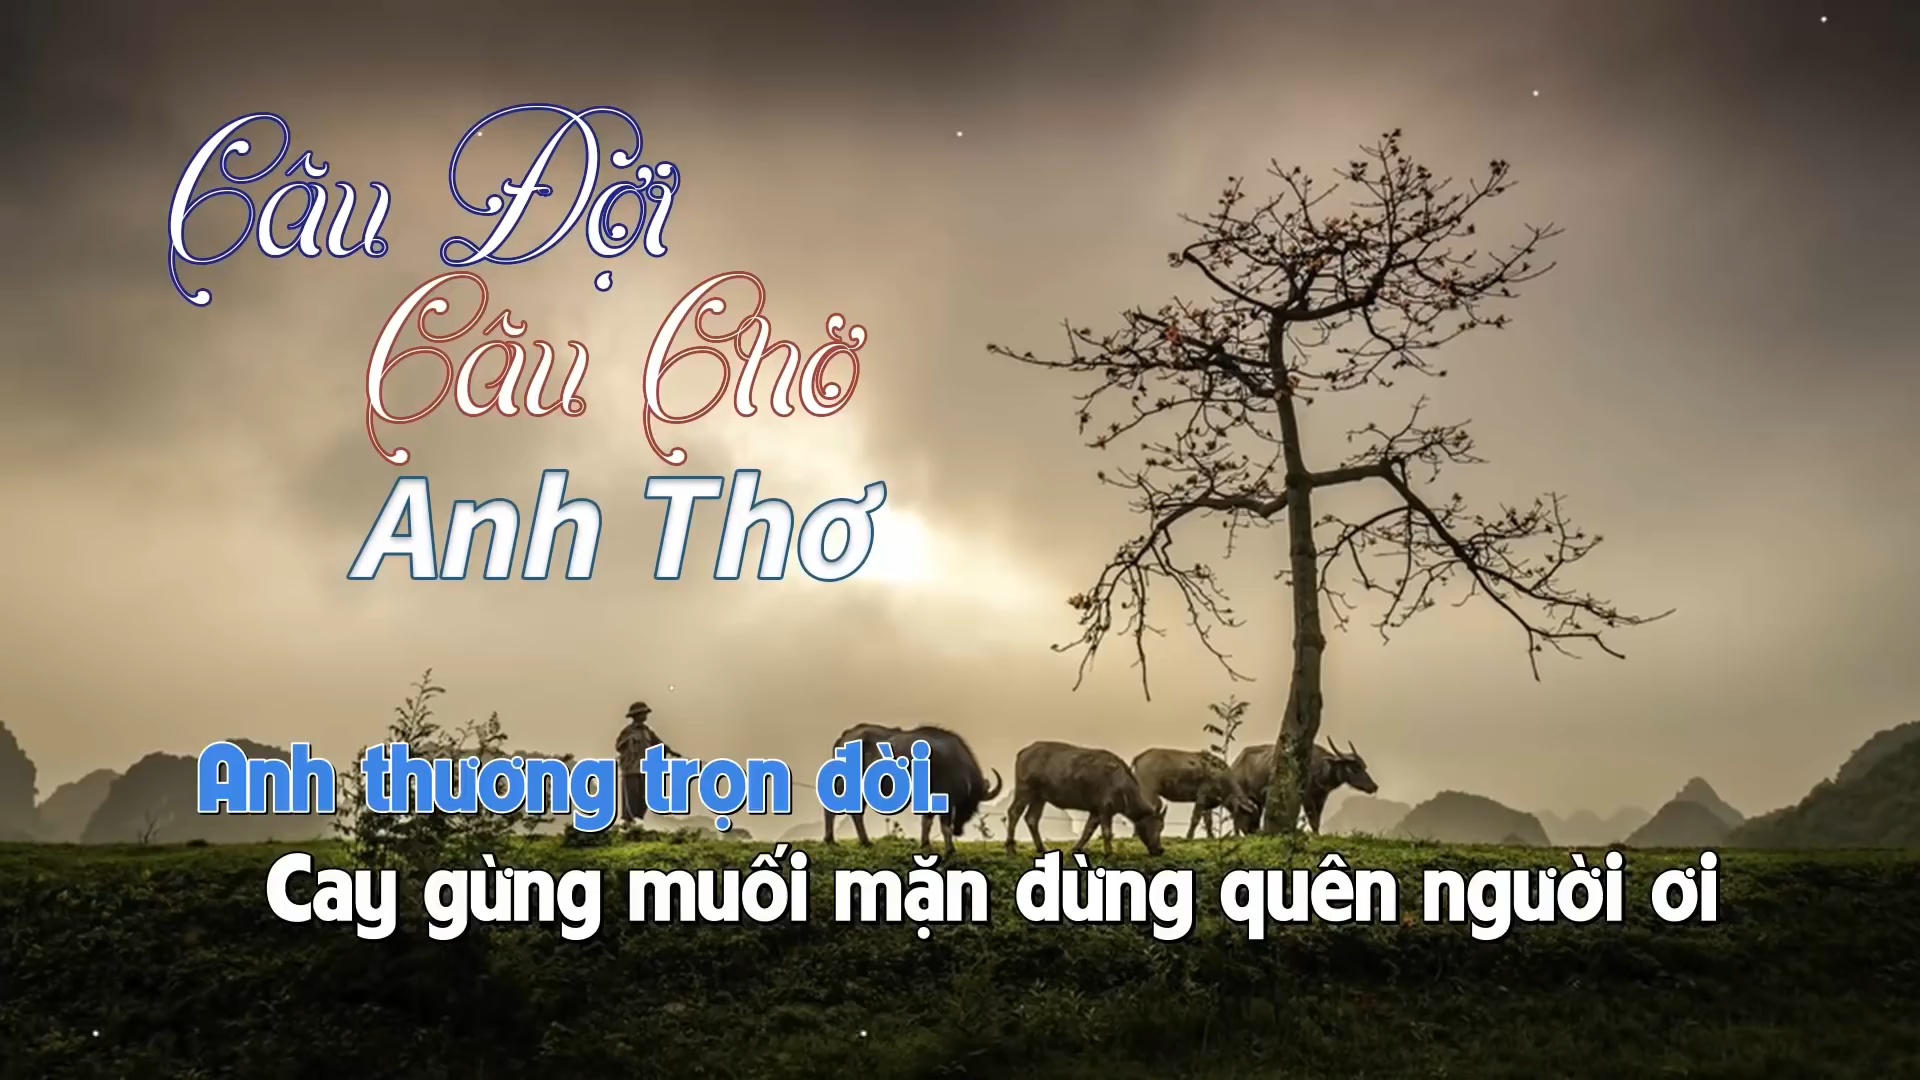 Câu Đợi
Câu Chờ
Anh Thơ
Anh thương trọn đời.
Cay gừng muối mặn đừng quên người ơi